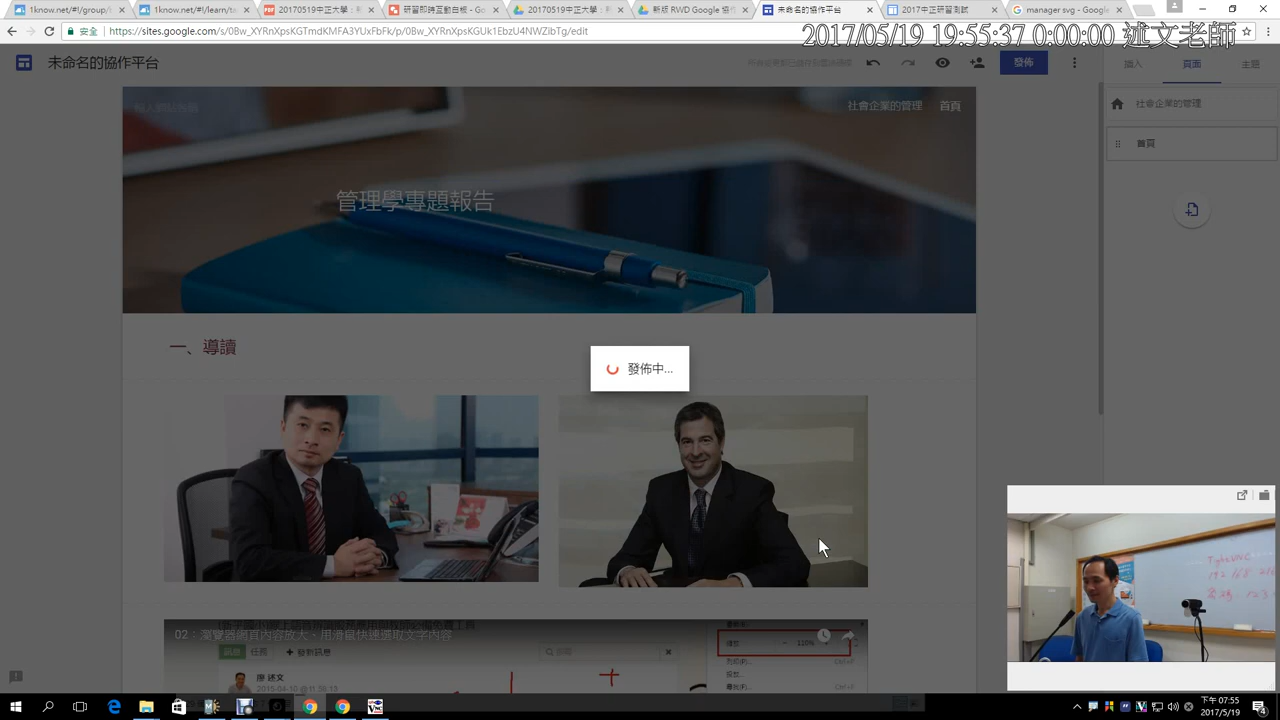 1know.net/#!/group/t
1know.net/#!/learn/ta
20170519中正大學:
研習即時互動白板 - Go
20170519中正大學:
新版 RWD Google 協作
未命名的協作平台
2017中正研習測試
manager svg - Google
安全 https://sites.google.com/s/0Bw_XYRnXpsKGTmdKMFA3YUxFbFk/p/0Bw_XYRnXpsKGUk1EbzU4NWZibTg/edit
2017/05/19 19:55:37 0:00:00 述文老師
未命名的協作平台
發佈
插入
頁面
主題
社會企業的管理
首頁
社會企業的管理
首頁
管理學專題報告
一、導讀
發佈中...
02:瀏覽器網頁內容放大、用滑鼠快速選取文字內容
訊息
任務
發新訊息
110%
廖 述文
TightVNC
下午 07:55
2017/5/19